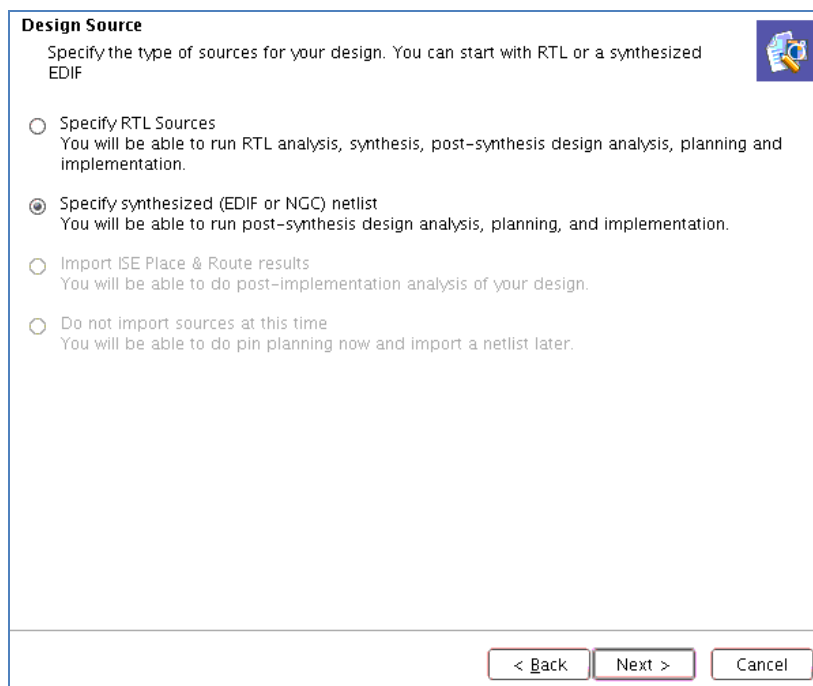 Design Source
Specify the type of sources for your design. You can start with RTL or a synthesized
EDIF
Specify RTL Sources
You will be able to run RTL analysis, synthesis, post-synthesis design analysis, planning and
implementation.
Specify synthesized (EDIF or NGC) netlist
You will be able to run post-synthesis design analysis, planning, and implementation.
Import ISE Place & Route results
You will be able to do post-implementation analysis of your design.
Do not import sources at this time
You will be able to do pin planning now and import a netlist later.
< Back Next > Cancel